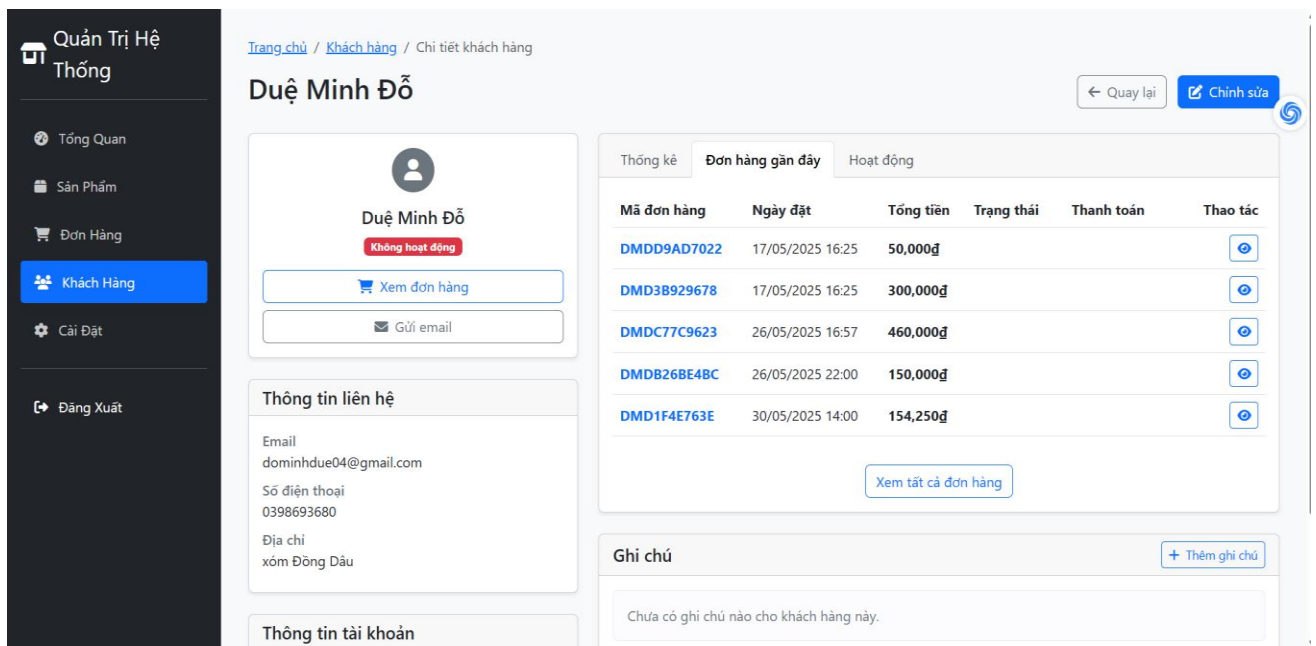 Quản Trị Hệ
Thống
Tổng Quan
Sản Phẩm
Đơn Hàng
Khách Hàng
Cài Đặt
Đăng Xuất
Trang chủ / Khách hàng / Chi tiết khách hàng
Duệ Minh Đỗ
← Quay lại
Chỉnh sửa
Duệ Minh Đỗ
Không hoạt động
Xem đơn hàng
Gửi email
Thông tin liên hệ
Email
dominhdue04@gmail.com
Số điện thoại
0398693680
Địa chỉ
xóm Đồng Dâu
Thông tin tài khoản
Thống kê Đơn hàng gần đây Hoạt động
Mã đơn hàng Ngày đặt Tổng tiền Trạng thái Thanh toán Thao tác
DMDD9AD7022 17/05/2025 16:25 50,000₫
DMD3B929678 17/05/2025 16:25 300,000₫
DMDC77C9623 26/05/2025 16:57 460,000₫
DMDB26BE4BC 26/05/2025 22:00 150,000₫
DMD1F4E763E 30/05/2025 14:00 154,250₫
Xem tất cả đơn hàng
Ghi chú
+ Thêm ghi chú
Chưa có ghi chú nào cho khách hàng này.